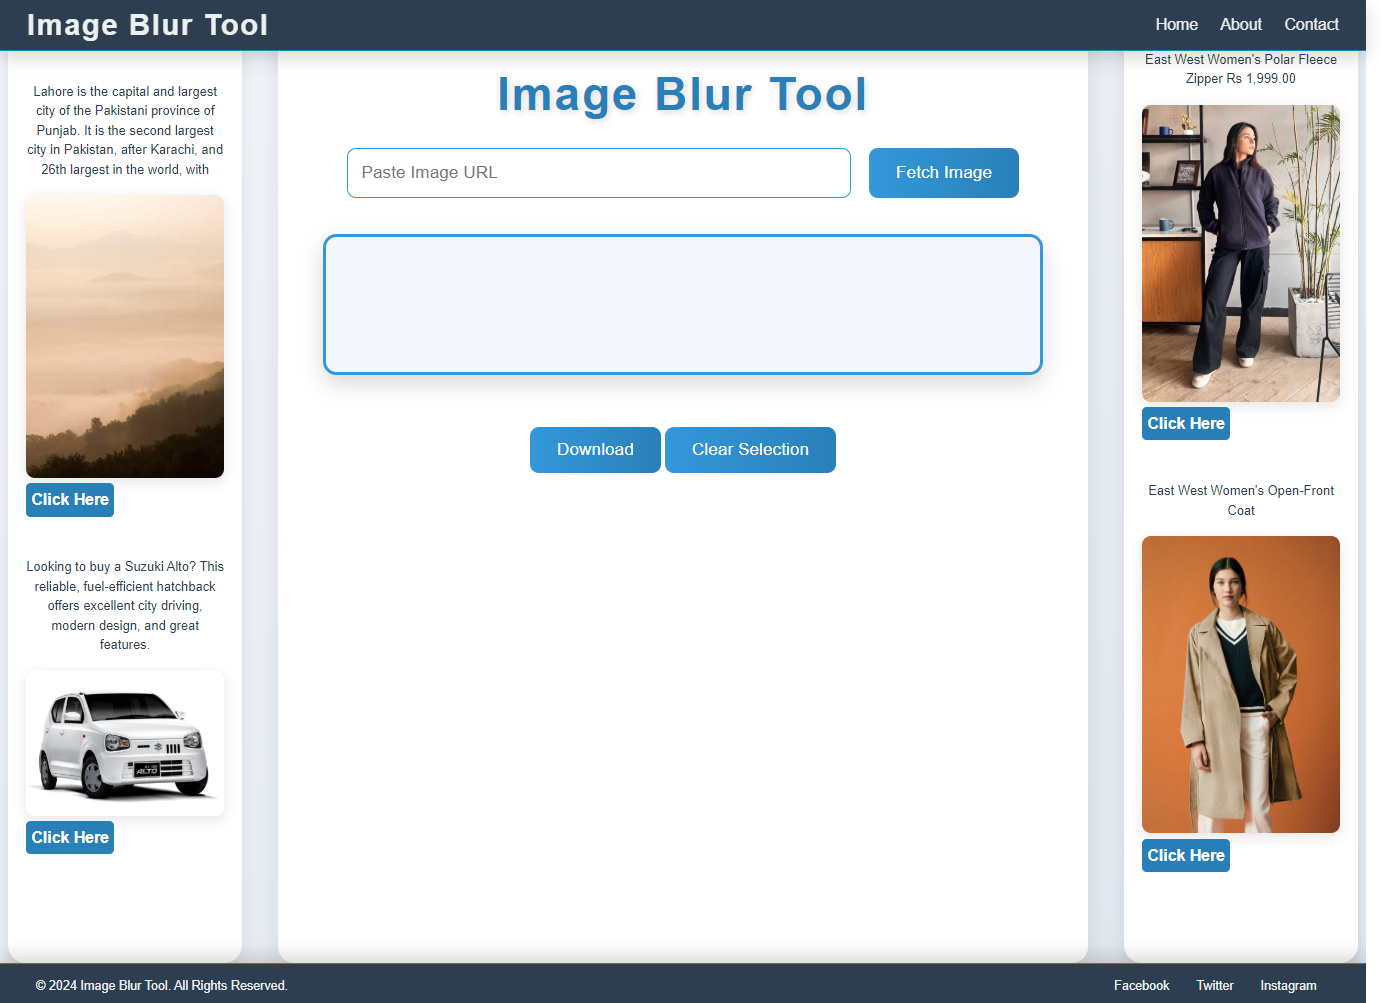 Image Blur Tool
Home
About
Contact
Lahore is the capital and largest
city of the Pakistani province of
Punjab. It is the second largest
city in Pakistan, after Karachi, and
26th largest in the world, with
Click Here
Looking to buy a Suzuki Alto? This
reliable, fuel-efficient hatchback
offers excellent city driving,
modern design, and great
features.
ALTO
Click Here
Image Blur Tool
Paste Image URL
Fetch Image
Download
Clear Selection
East West Women's Polar Fleece
Zipper Rs 1,999.00
Click Here
East West Women's Open-Front
Coat
Click Here
© 2024 Image Blur Tool. All Rights Reserved.
Facebook
Twitter
Instagram